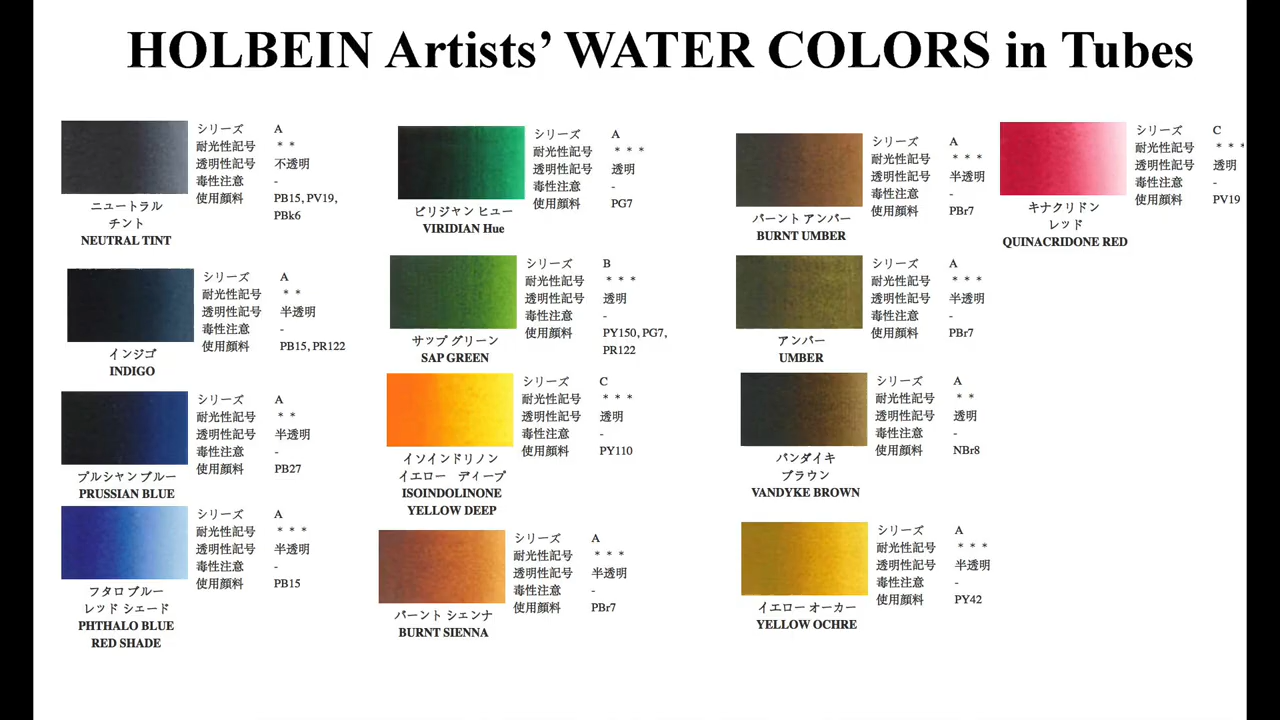 HOLBEIN Artists' WATER COLORS in Tubes
シリーズ A
耐光性記号 * *
透明性記号 不透明
毒性注意 -
使用顔料 PB15, PV19,
PBk6
ニュートラル
チント
NEUTRAL TINT
シリーズ A
耐光性記号 * *
透明性記号 半透明
毒性注意 -
使用顔料 PB15, PR122
インジゴ
INDIGO
シリーズ A
耐光性記号 * *
透明性記号 半透明
毒性注意 -
使用顔料 PB27
プルシャン ブルー
PRUSSIAN BLUE
シリーズ A
耐光性記号 * * *
透明性記号 半透明
毒性注意 -
使用顔料 PB15
フタロ ブルー
レッド シェード
PHTHALO BLUE
RED SHADE
シリーズ A
耐光性記号 * * *
透明性記号 透明
毒性注意 -
使用顔料 PG7
ビリジャン ヒュー
VIRIDIAN Hue
シリーズ B
耐光性記号 * * *
透明性記号 透明
毒性注意 -
使用顔料 PY150, PG7,
PR122
サップ グリーン
SAP GREEN
シリーズ C
耐光性記号 * * *
透明性記号 透明
毒性注意 -
使用顔料 PY110
イソインドリノン
イエロー ディープ
ISOINDOLINONE
YELLOW DEEP
シリーズ A
耐光性記号 * * *
透明性記号 半透明
毒性注意 -
使用顔料 PBr7
バーント シェンナ
BURNT SIENNA
シリーズ A
耐光性記号 * * *
透明性記号 半透明
毒性注意 -
使用顔料 PBr7
バーント アンバー
BURNT UMBER
シリーズ A
耐光性記号 * * *
透明性記号 半透明
毒性注意 -
使用顔料 PBr7
アンバー
UMBER
シリーズ A
耐光性記号 * *
透明性記号 透明
毒性注意 -
使用顔料 NBr8
バンダイキ
ブラウン
VANDYKE BROWN
シリーズ A
耐光性記号 * * *
透明性記号 半透明
毒性注意 -
使用顔料 PY42
イエロー オーカー
YELLOW OCHRE
シリーズ C
耐光性記号 * * *
透明性記号 透明
毒性注意 -
使用顔料 PV19
キナクリドン
レッド
QUINACRIDONE RED